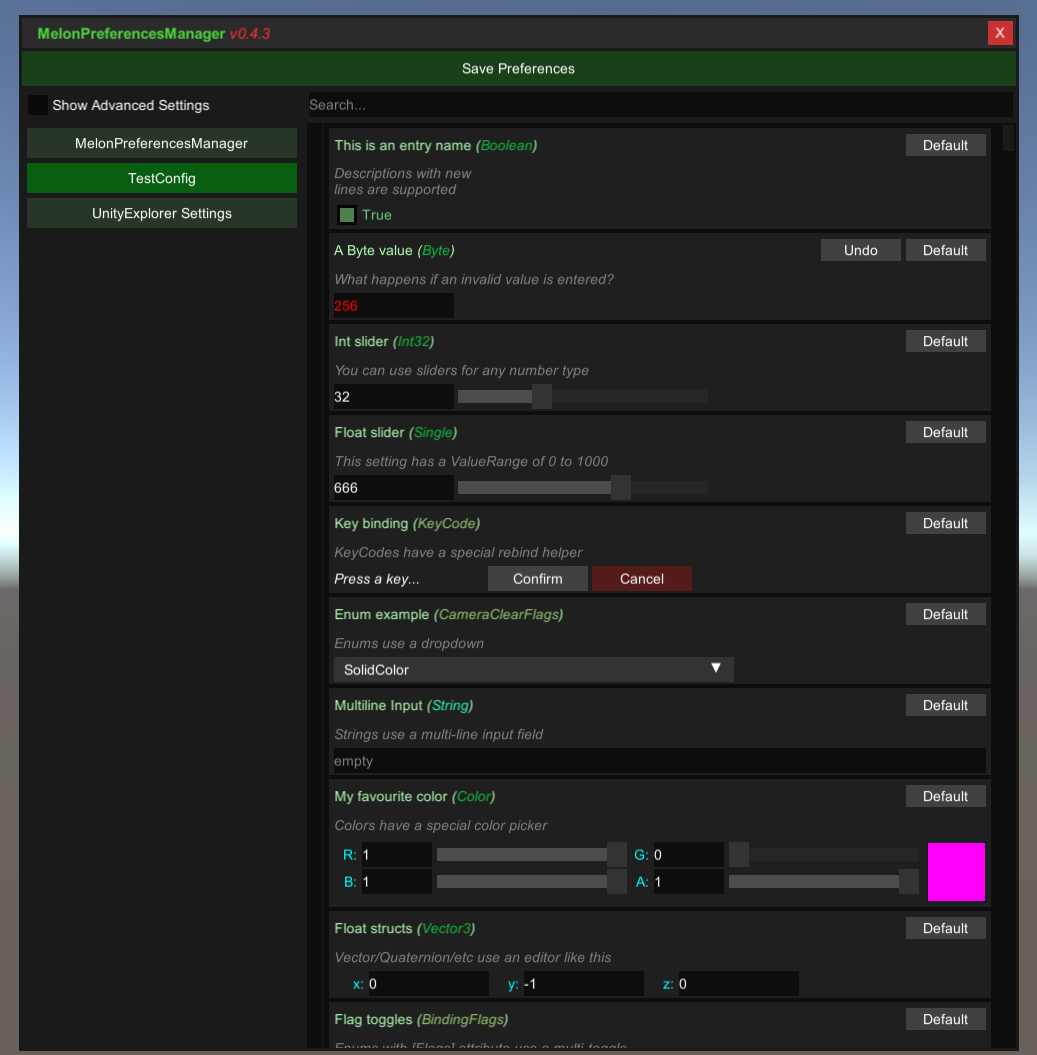 MelonPreferencesManager v0.4.3
X
Save Preferences
Show Advanced Settings
Search...
MelonPreferencesManager
TestConfig
UnityExplorer Settings
This is an entry name (Boolean)
Default
Descriptions with new
lines are supported
True
A Byte value (Byte)
Undo
Default
What happens if an invalid value is entered?
256
Int slider (Int32)
Default
You can use sliders for any number type
32
Float slider (Single)
Default
This setting has a ValueRange of 0 to 1000
666
Key binding (KeyCode)
Default
KeyCodes have a special rebind helper
Press a key...
Confirm
Cancel
Enum example (CameraClearFlags)
Default
Enums use a dropdown
SolidColor ▼
Multiline Input (String)
Default
Strings use a multi-line input field
empty
My favourite color (Color)
Default
Colors have a special color picker
R: 1
G: 0
B: 1
A: 1
Float structs (Vector3)
Default
Vector/Quaternion/etc use an editor like this
x: 0
y: -1
z: 0
Flag toggles (BindingFlags)
Default
Enums with [Flags] attribute use a multi-toggle